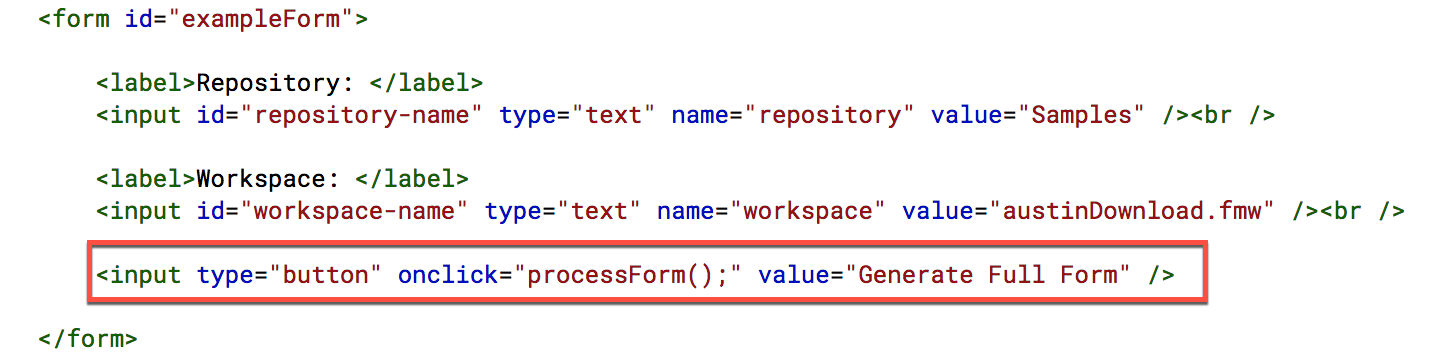 <form id="exampleForm">
<label>Repository: </label>
<input id="repository-name" type="text" name="repository" value="Samples" /><br />
<label>Workspace: </label>
<input id="workspace-name" type="text" name="workspace" value="austinDownload.fmw" /><br />
<input type="button" onclick="processForm();" value="Generate Full Form" />
</form>